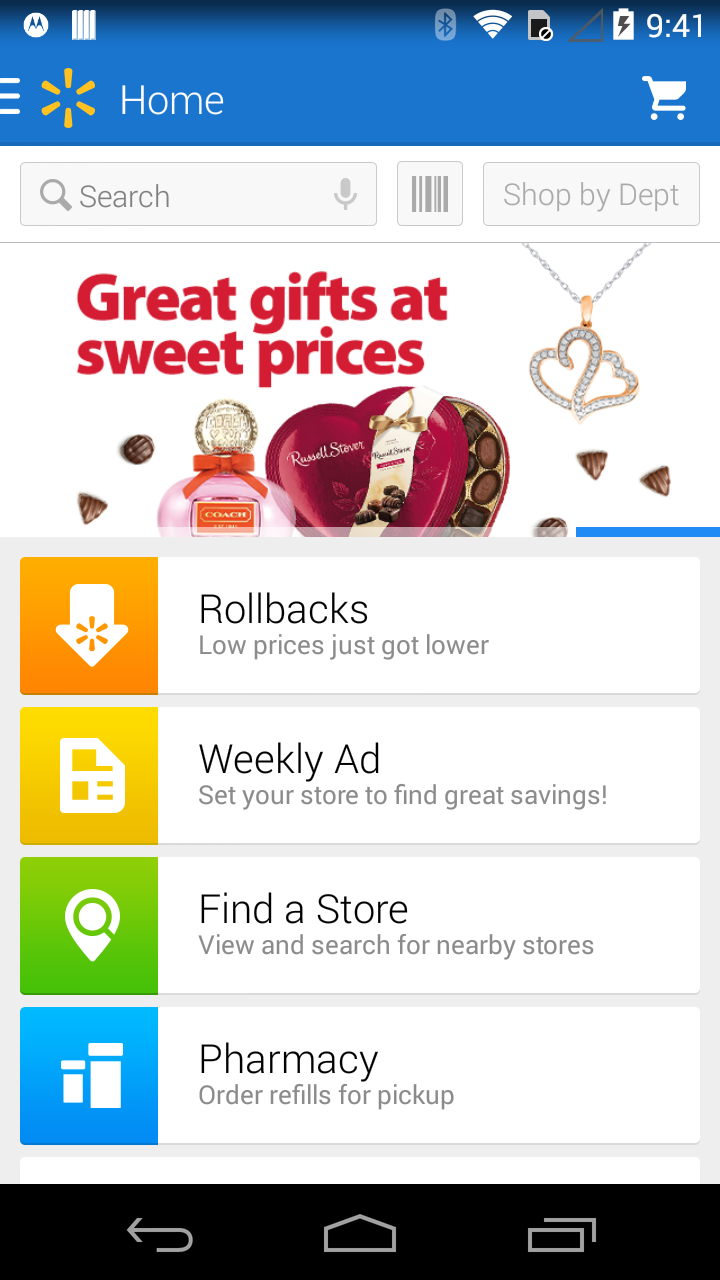 9:41
Home
Search
Shop by Dept
Great gifts at
sweet prices
Russell Stover
Russell Stover
COACH
Rollbacks
Low prices just got lower
Weekly Ad
Set your store to find great savings!
Find a Store
View and search for nearby stores
Pharmacy
Order refills for pickup